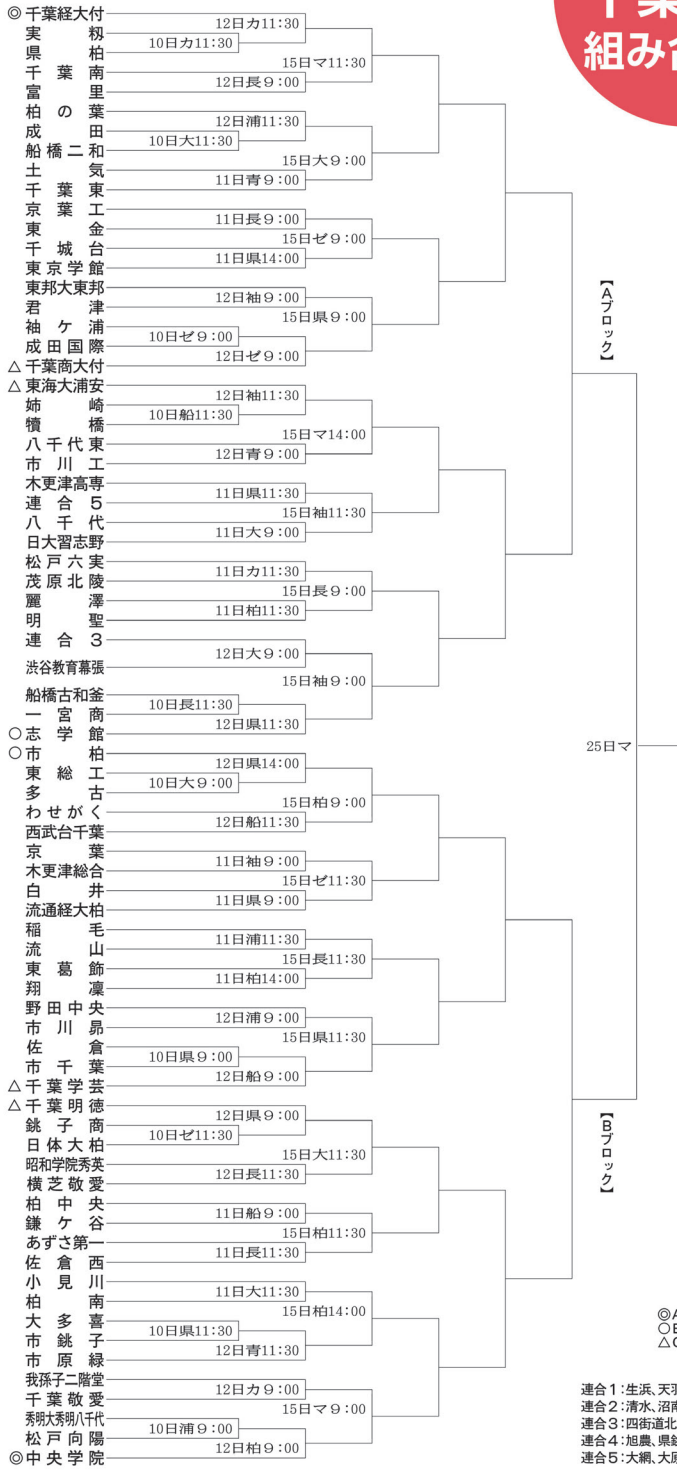 千葉
組み合
◎千葉経大付
実籾
県柏
千葉南
富里
柏の葉
成田
船橋二和
土気
千葉東
京葉工
東金
千城台
東京学館
東邦大東邦
君津
袖ケ浦
成田国際
△千葉商大付
△東海大浦安
姉崎
犢橋
八千代東
市川工
木更津高専
連合5
八千代
日大習志野
松戸六実
茂原北陵
麗澤
明聖
連合3
渋谷教育幕張
船橋古和釜
一宮商
○志学館
○市柏
東総工
多古
わせがく
西武台千葉
京葉
木更津総合
白井
流通経大柏
稲毛
流山
東葛飾
翔凜
野田中央
市川昴
佐倉
市千葉
△千葉学芸
△千葉明徳
銚子商
日体大柏
昭和学院秀英
横芝敬愛
柏中央
鎌ケ谷
あずさ第一
佐倉西
小見川
柏南
大多喜
市銚子
市原緑
我孫子二階堂
千葉敬愛
秀明大秀明八千代
松戸向陽
◎中央学院
12日カ11:30
10日カ11:30
15日マ11:30
12日長9:00
12日浦11:30
10日大11:30
15日大9:00
11日青9:00
11日長9:00
15日ゼ9:00
11日県14:00
12日袖9:00
15日県9:00
10日ゼ9:00
12日ゼ9:00
12日袖11:30
10日船11:30
15日マ14:00
12日青9:00
11日県11:30
15日袖11:30
11日大9:00
11日カ11:30
15日長9:00
11日柏11:30
12日大9:00
15日袖9:00
10日長11:30
12日県11:30
12日県14:00
10日大9:00
15日柏9:00
12日船11:30
11日袖9:00
15日ゼ11:30
11日県9:00
11日浦11:30
15日長11:30
11日柏14:00
12日浦9:00
15日県11:30
10日県9:00
12日船9:00
12日県9:00
10日ゼ11:30
15日大11:30
12日長11:30
11日船9:00
15日柏11:30
11日長11:30
11日大11:30
15日柏14:00
10日県11:30
12日青11:30
12日カ9:00
15日マ9:00
10日浦9:00
12日柏9:00
【Aブロック】
25日マ
【Bブロック】
◎A
○B
△C
連合1:生浜、天羽
連合2:清水、沼南
連合3:四街道北
連合4:旭農、県銚
連合5:大網、大原